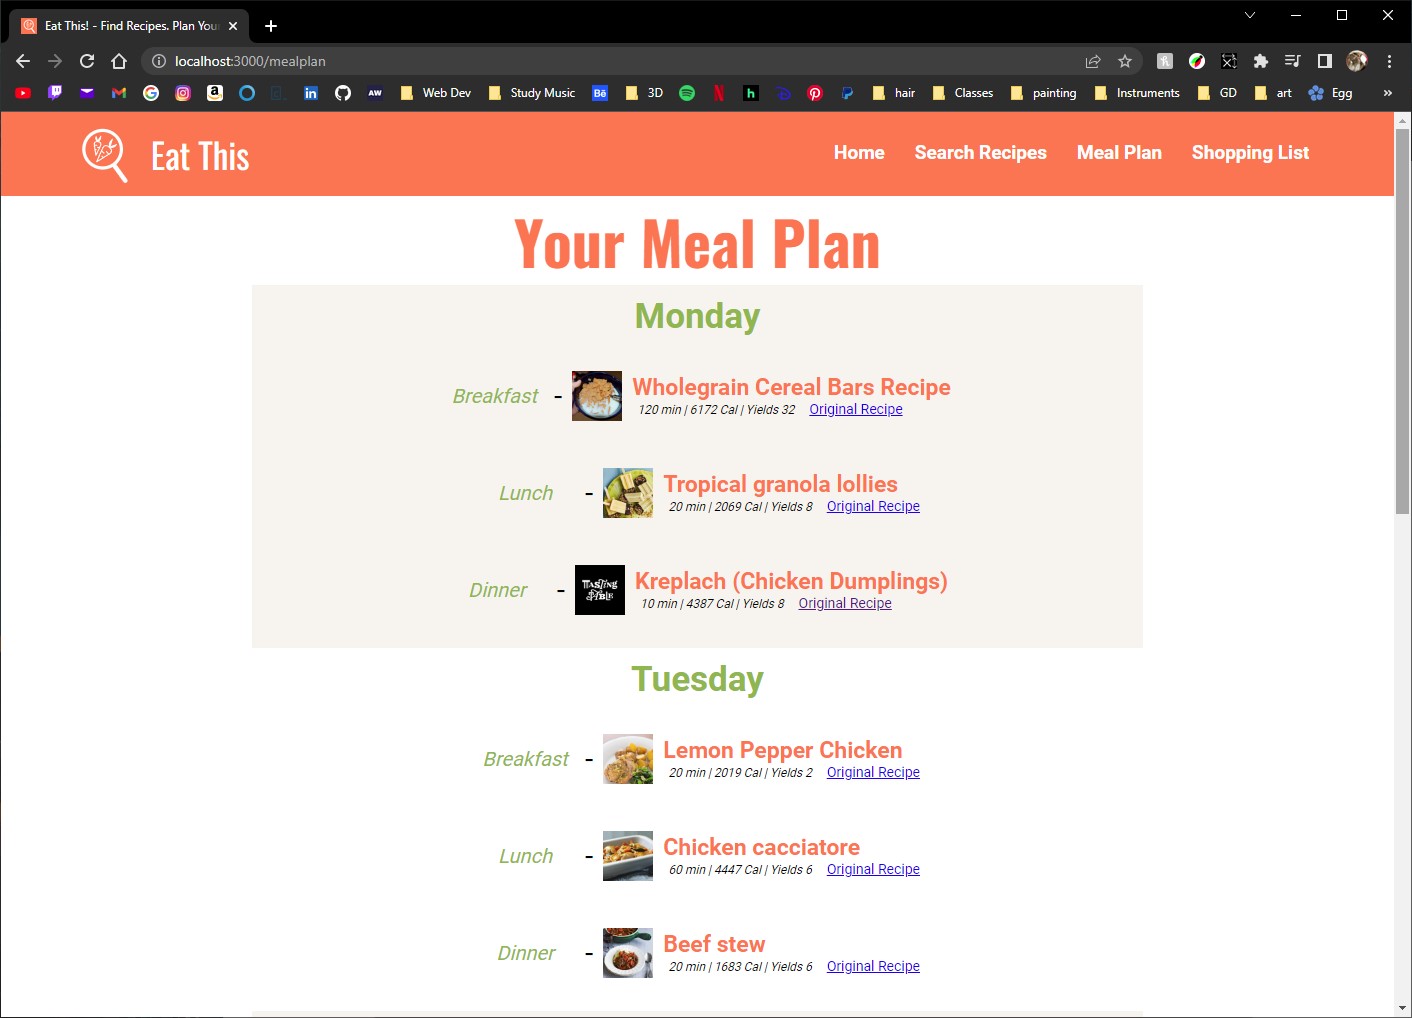 Eat This! - Find Recipes. Plan You
localhost:3000/mealplan
AW Web Dev Study Music Bē 3D N h hair Classes painting Instruments GD art Egg »
Eat This
Home Search Recipes Meal Plan Shopping List
Your Meal Plan
Monday
Breakfast - Wholegrain Cereal Bars Recipe
120 min | 6172 Cal | Yields 32 Original Recipe
Lunch - Tropical granola lollies
20 min | 2069 Cal | Yields 8 Original Recipe
TASTING TABLE
Dinner - Kreplach (Chicken Dumplings)
10 min | 4387 Cal | Yields 8 Original Recipe
Tuesday
Breakfast - Lemon Pepper Chicken
20 min | 2019 Cal | Yields 2 Original Recipe
Lunch - Chicken cacciatore
60 min | 4447 Cal | Yields 6 Original Recipe
Dinner - Beef stew
20 min | 1683 Cal | Yields 6 Original Recipe